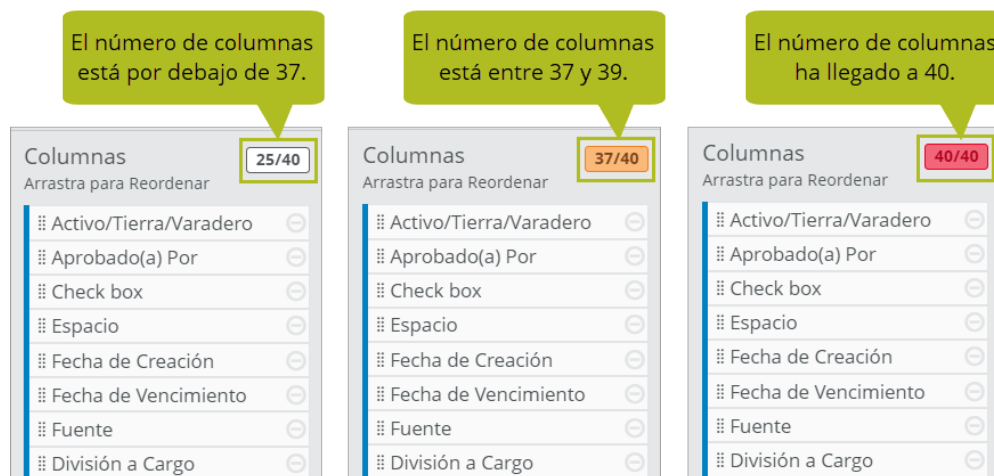 El número de columnas
está por debajo de 37.
El número de columnas
está entre 37 y 39.
El número de columnas
ha llegado a 40.
Columnas
25/40
Arrastra para Reordenar
Activo/Tierra/Varadero
Aprobado(a) Por
Check box
Espacio
Fecha de Creación
Fecha de Vencimiento
Fuente
División a Cargo
Columnas
37/40
Arrastra para Reordenar
Activo/Tierra/Varadero
Aprobado(a) Por
Check box
Espacio
Fecha de Creación
Fecha de Vencimiento
Fuente
División a Cargo
Columnas
40/40
Arrastra para Reordenar
Activo/Tierra/Varadero
Aprobado(a) Por
Check box
Espacio
Fecha de Creación
Fecha de Vencimiento
Fuente
División a Cargo